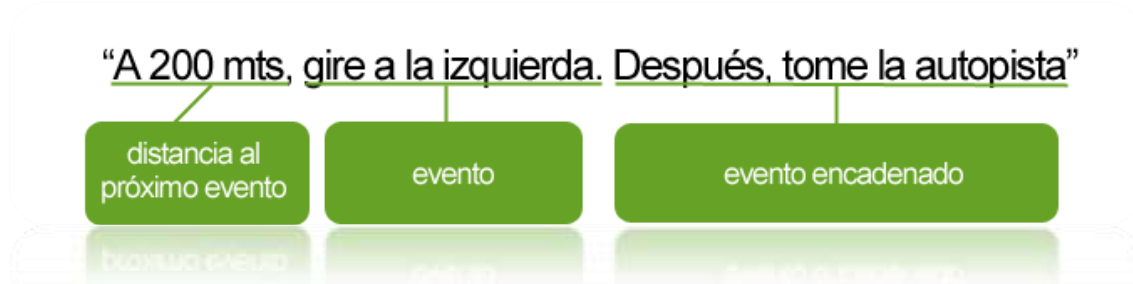 “A 200 mts, gire a la izquierda. Después, tome la autopista”
distancia al
próximo evento
evento
evento encadenado